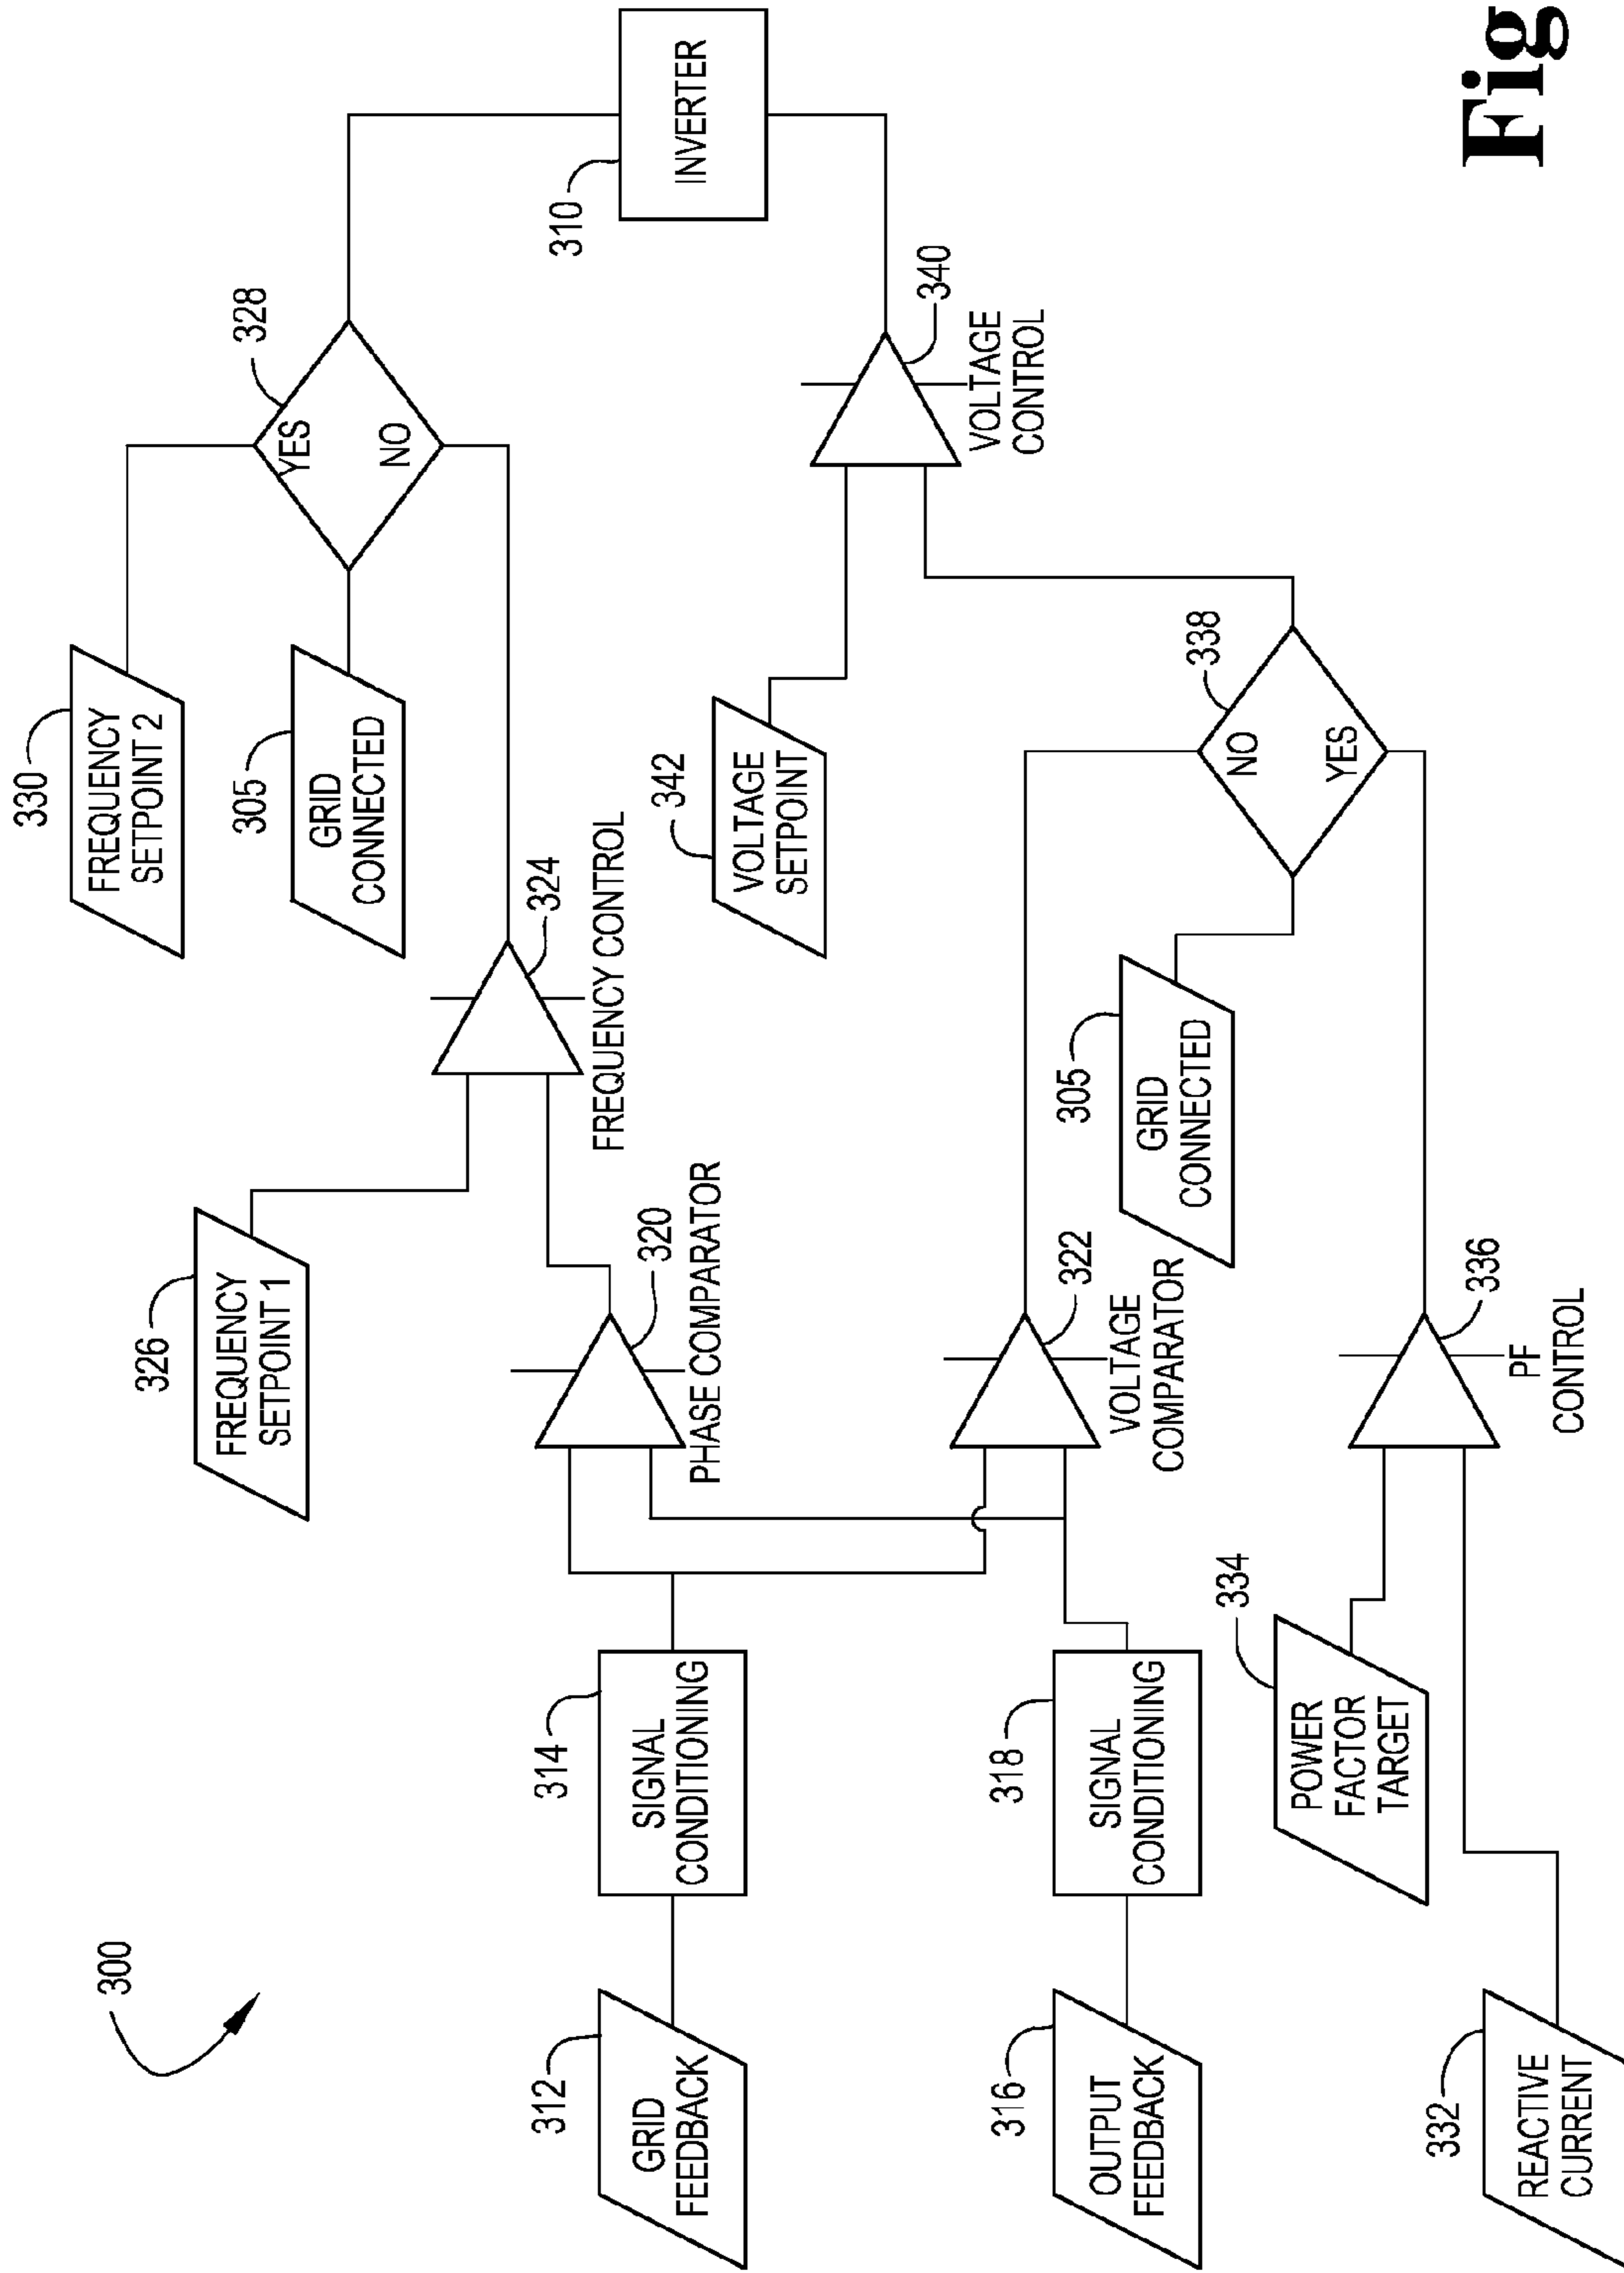 300
312
GRID
FEEDBACK
314
SIGNAL
CONDITIONING
316
OUTPUT
FEEDBACK
318
SIGNAL
CONDITIONING
332
REACTIVE
CURRENT
334
POWER
FACTOR
TARGET
326
FREQUENCY
SETPOINT 1
320
PHASE COMPARATOR
322
VOLTAGE
COMPARATOR
336
PF
CONTROL
324
FREQUENCY CONTROL
305
GRID
CONNECTED
330
FREQUENCY
SETPOINT 2
305
GRID
CONNECTED
342
VOLTAGE
SETPOINT
338
NO
YES
328
YES
NO
340
VOLTAGE
CONTROL
310
INVERTER
Fig